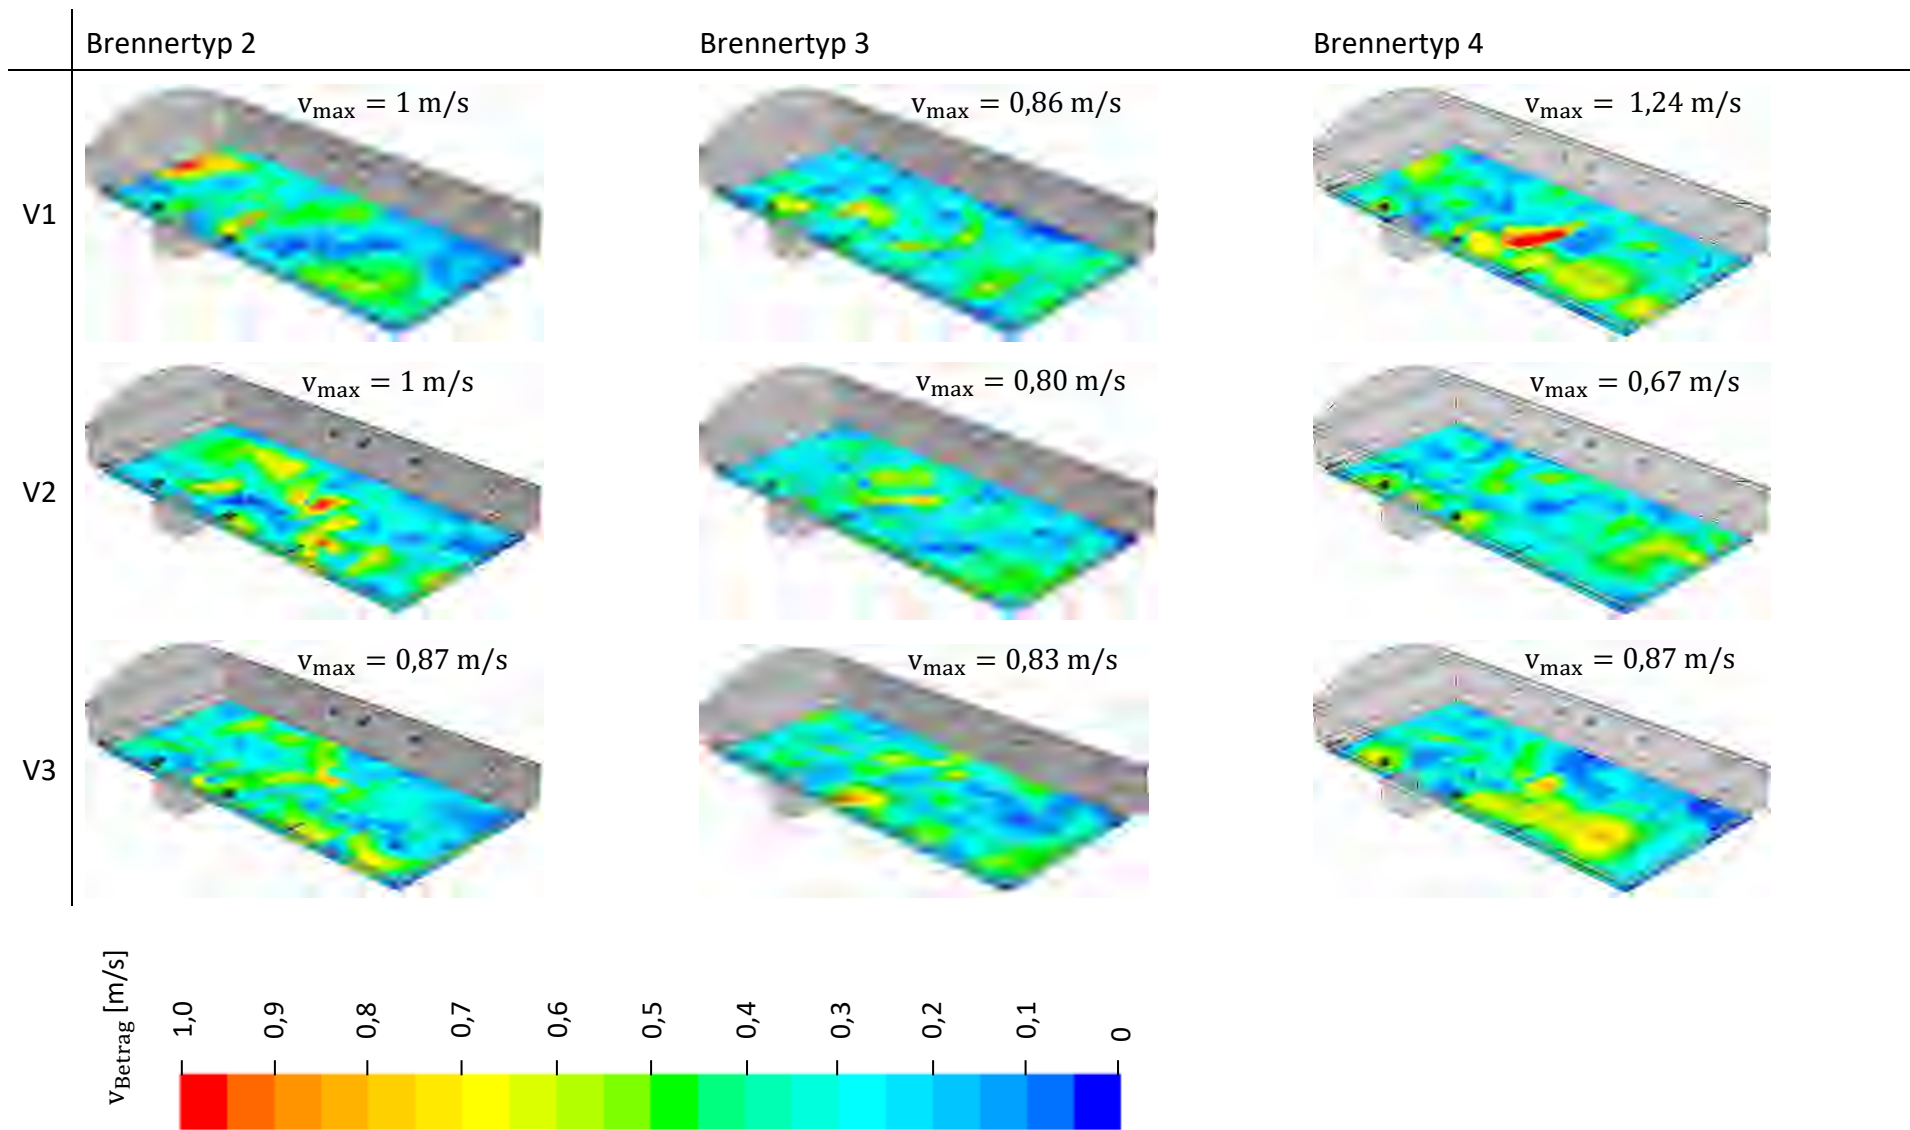 Brennertyp 2 Brennertyp 3 Brennertyp 4
V1 vmax = 1 m/s vmax = 0,86 m/s vmax = 1,24 m/s
V2 vmax = 1 m/s vmax = 0,80 m/s vmax = 0,67 m/s
V3 vmax = 0,87 m/s vmax = 0,83 m/s vmax = 0,87 m/s
vBetrag [m/s]
1,0 0,9 0,8 0,7 0,6 0,5 0,4 0,3 0,2 0,1 0